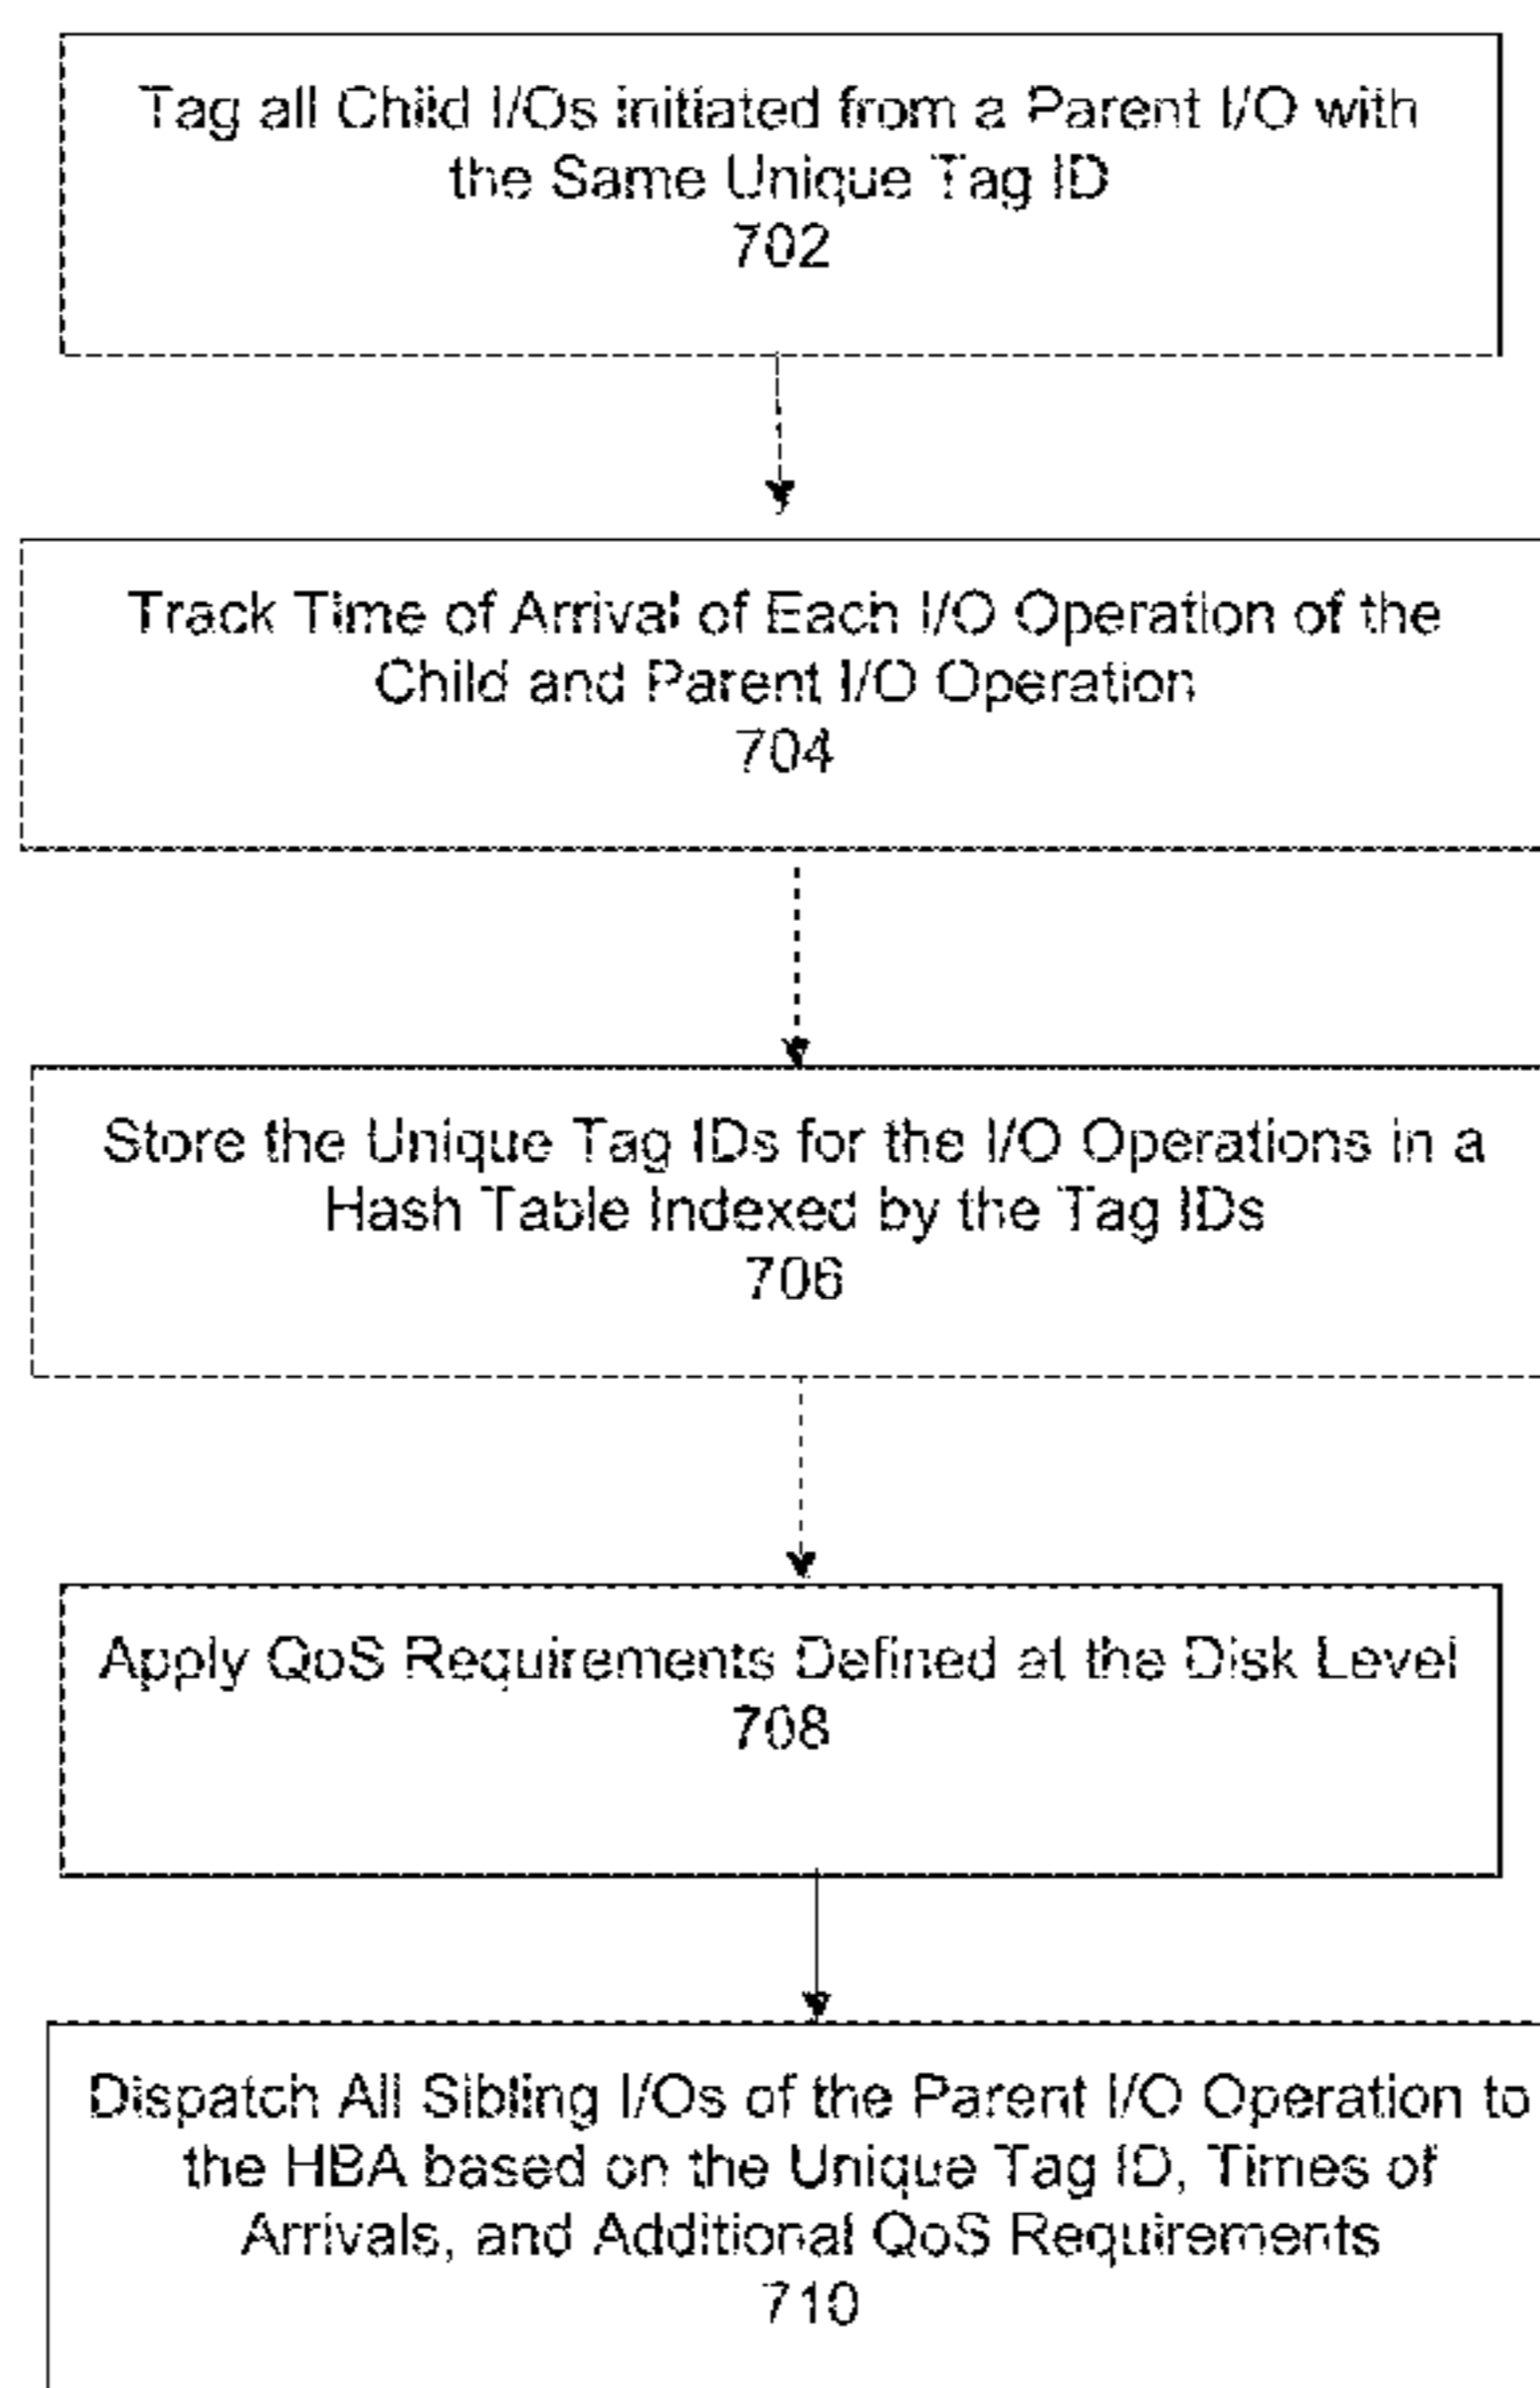 Tag all Child I/Os initiated from a Parent I/O with
the Same Unique Tag ID
702
Track Time of Arrival of Each I/O Operation of the
Child and Parent I/O Operation
704
Store the Unique Tag IDs for the I/O Operations in a
Hash Table Indexed by the Tag IDs
706
Apply QoS Requirements Defined at the Disk Level
708
Dispatch All Sibling I/Os of the Parent I/O Operation to
the HBA based on the Unique Tag ID, Times of
Arrivals, and Additional QoS Requirements
710